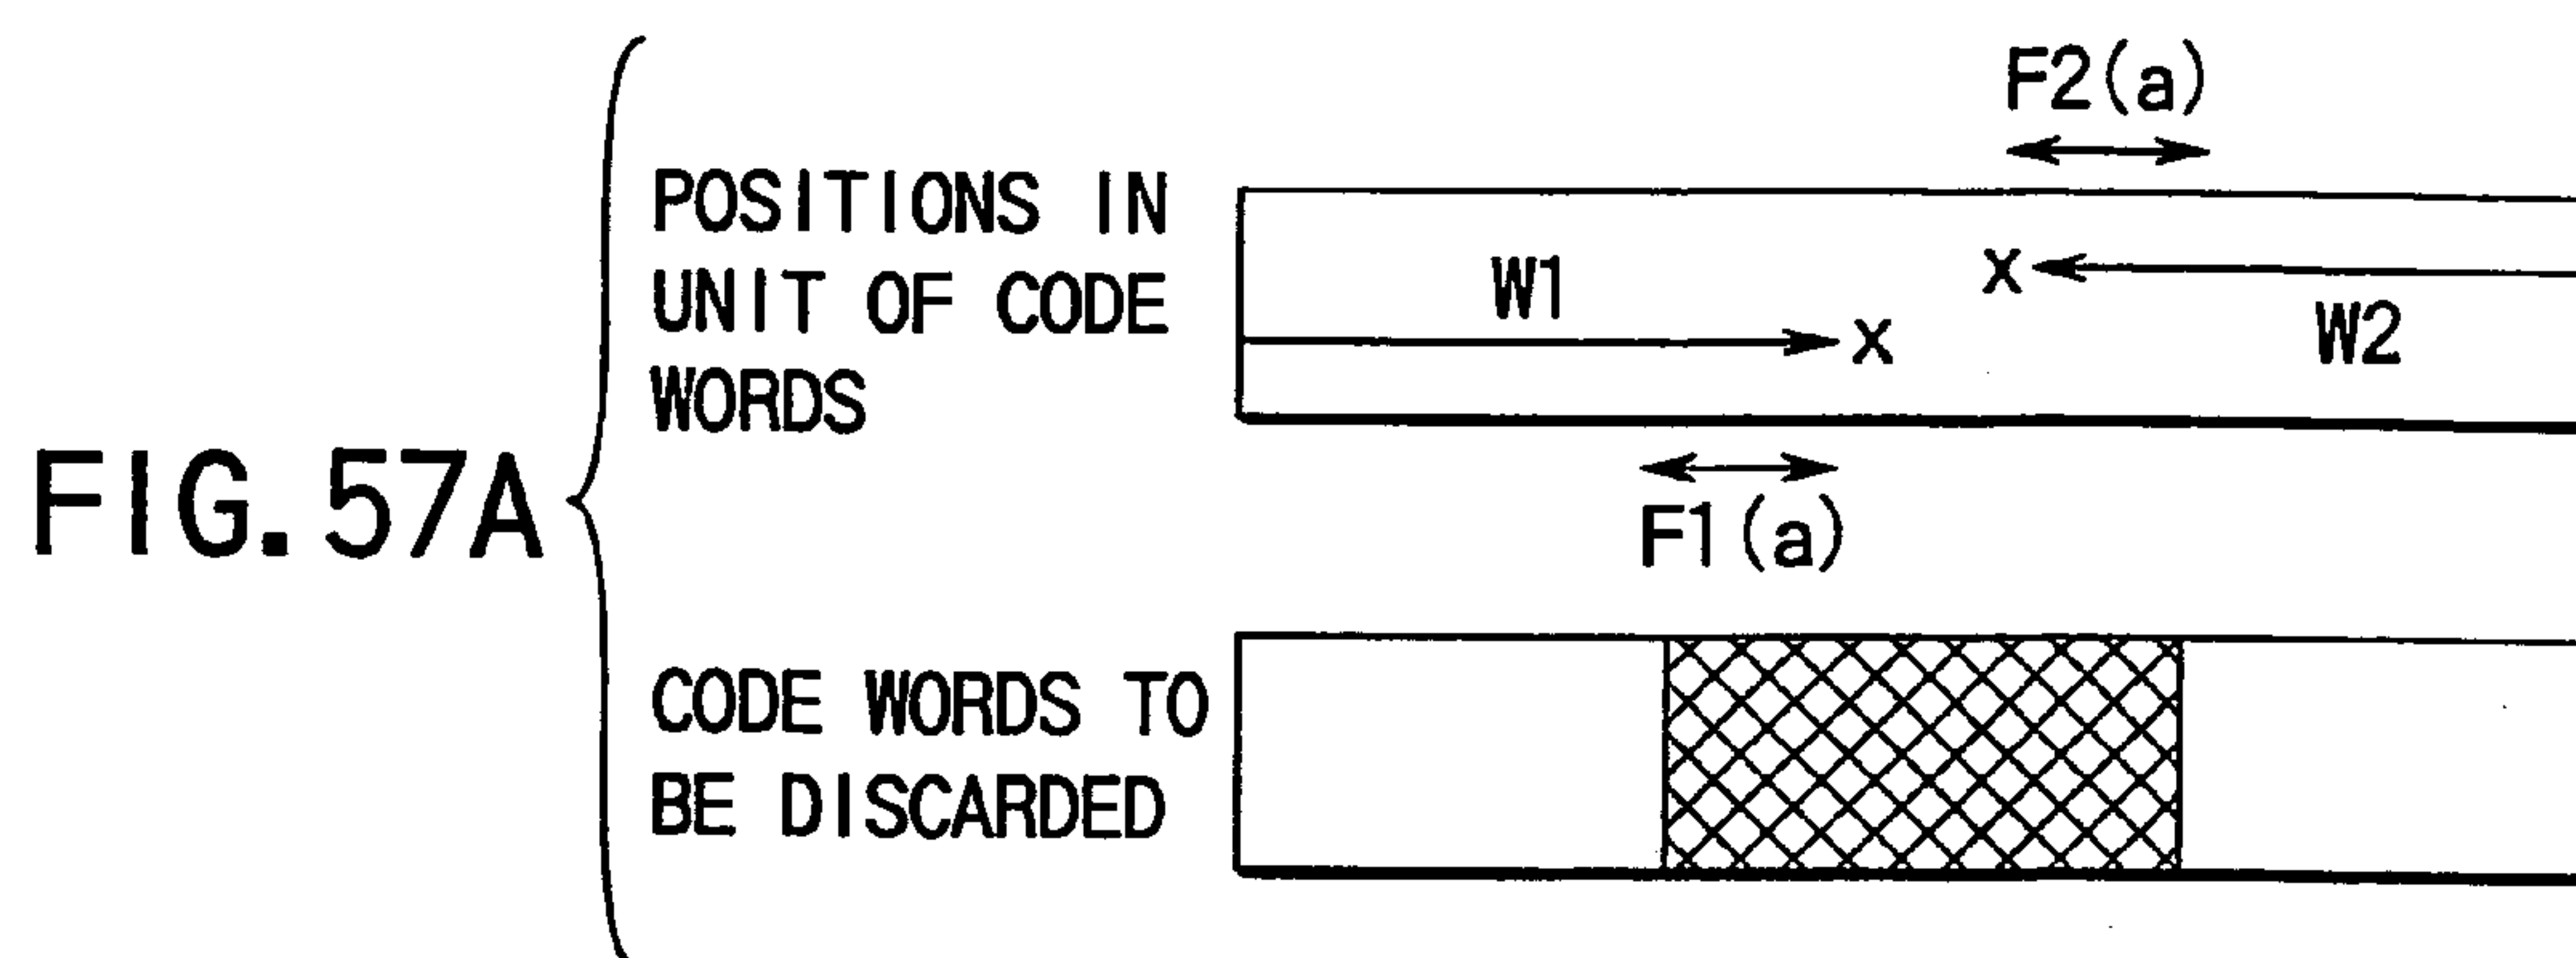 FIG. 57A
POSITIONS IN
UNIT OF CODE
WORDS
F2(a)
W1
x
x
W2
F1(a)
CODE WORDS TO
BE DISCARDED